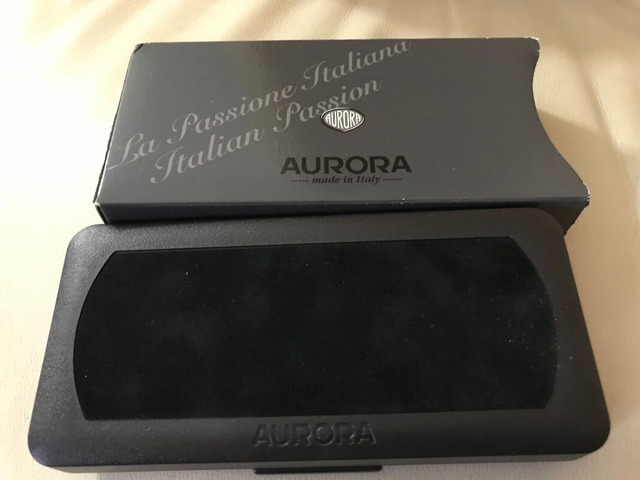 La Passione Italiana
Italian Passion
AURORA
AURORA
made in Italy
AURORA